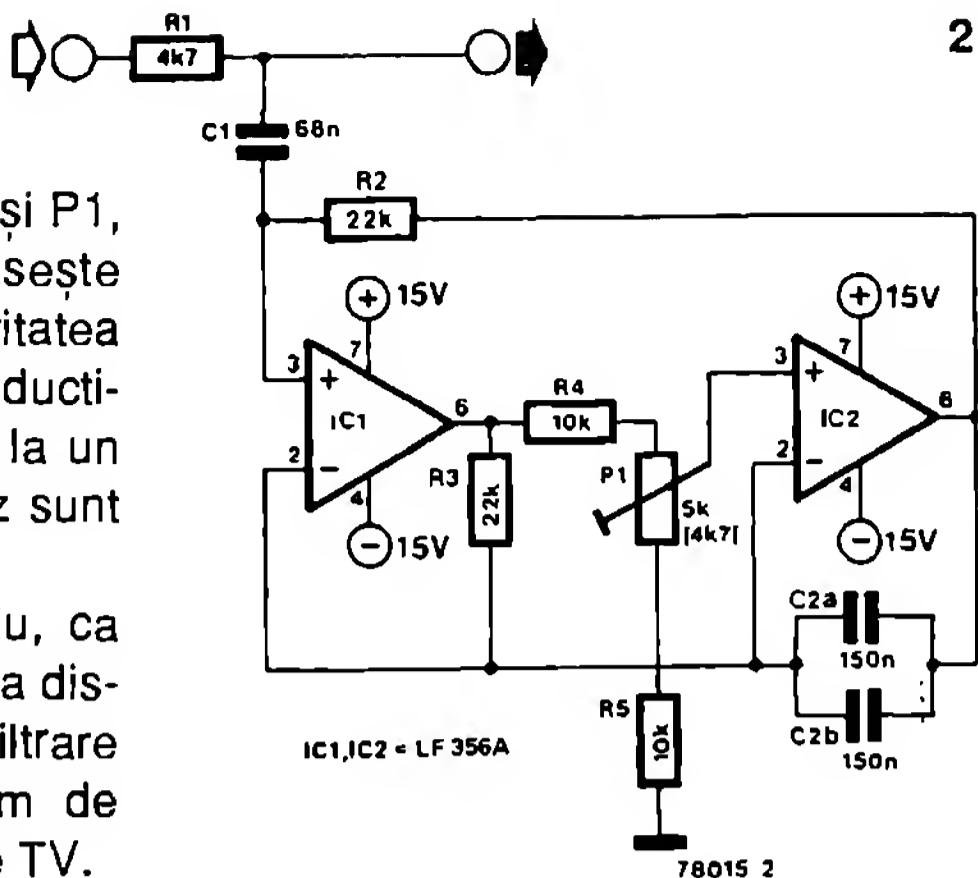 2
R1
4k7
C1
68n
R2
22k
și P1,
sește
ritatea
ducti-
la un
z sunt
u, ca
a dis-
iltrare
m de
e TV.
+ 15V
7
3
+
IC1
2
−
6
4
− 15V
R3
22k
R4
10k
P1
5k
[4k7[
+ 15V
7
3
+
IC2
2
−
6
4
− 15V
C2a
150n
C2b
150n
R5
10k
IC1,IC2 = LF 356A
78015 2